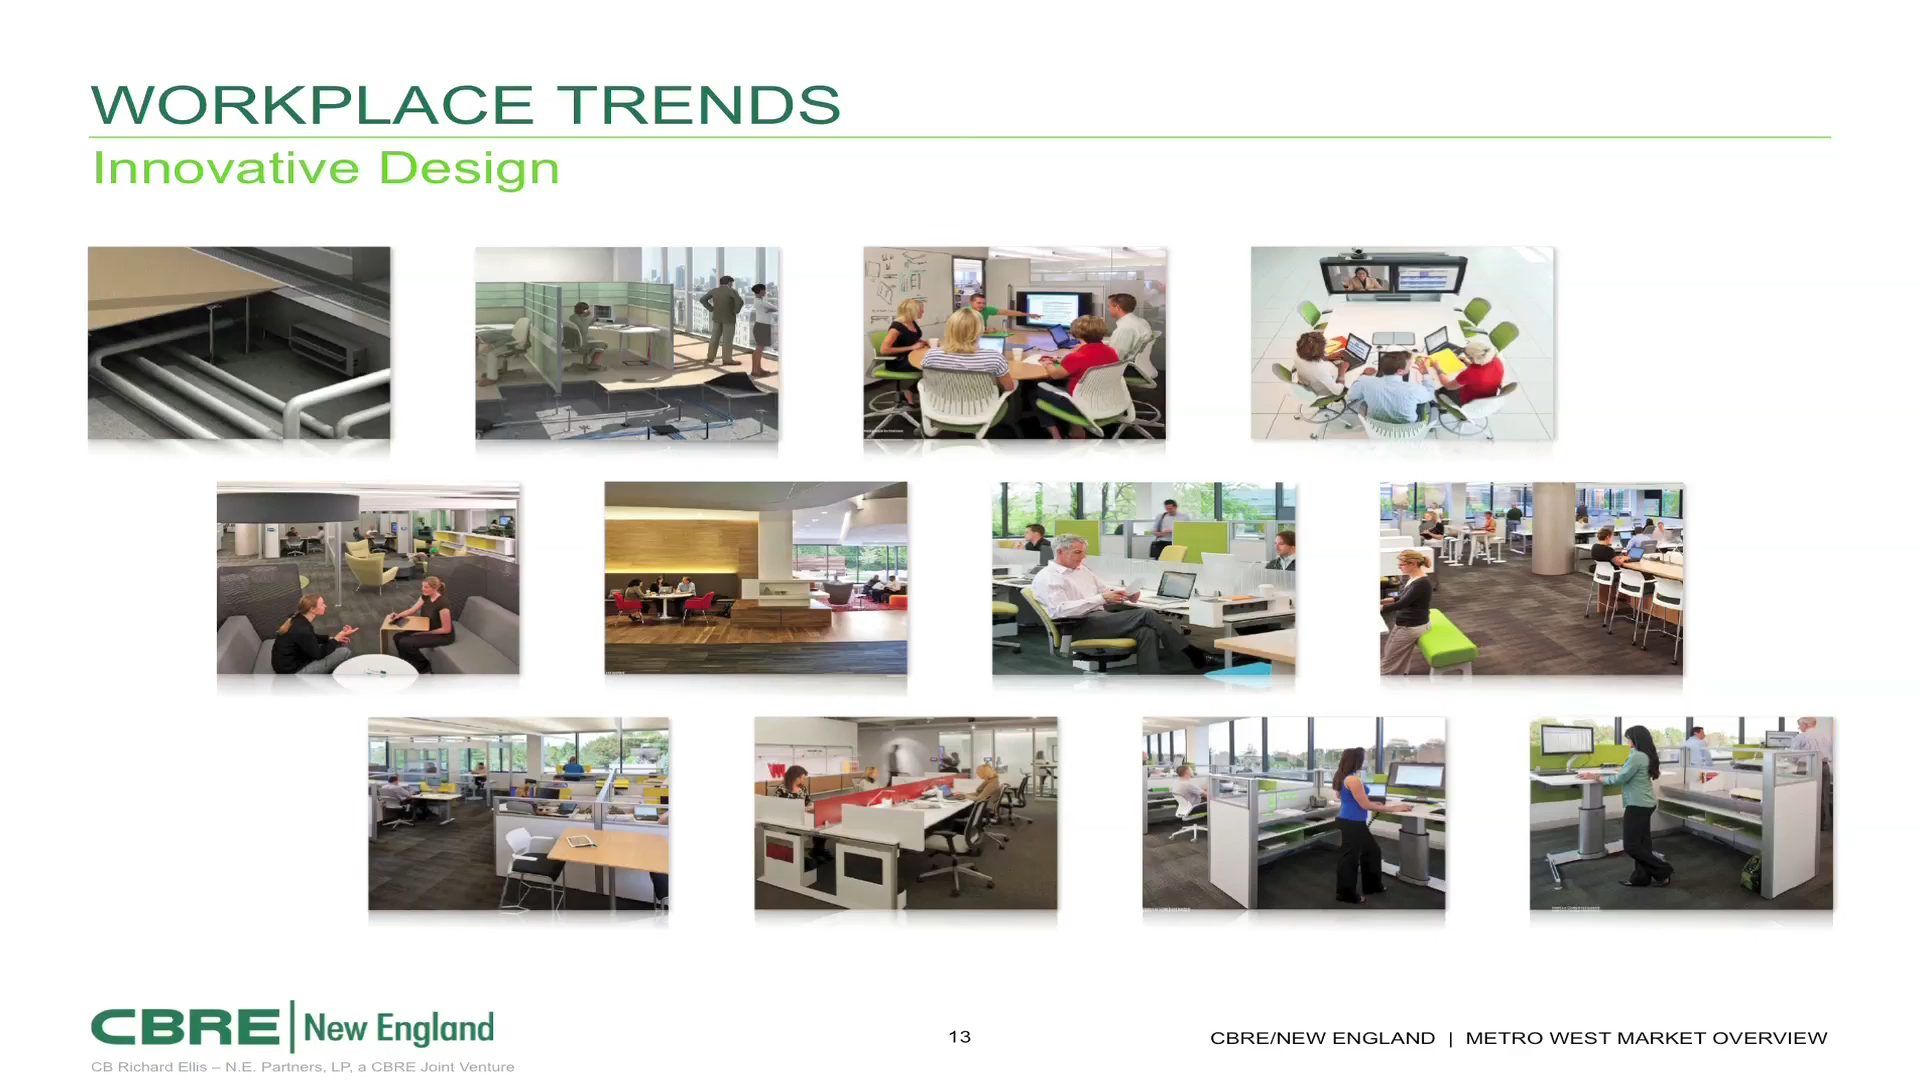 WORKPLACE TRENDS
Innovative Design
CBRE | New England
CB Richard Ellis – N.E. Partners, LP, a CBRE Joint Venture
13
CBRE/NEW ENGLAND | METRO WEST MARKET OVERVIEW